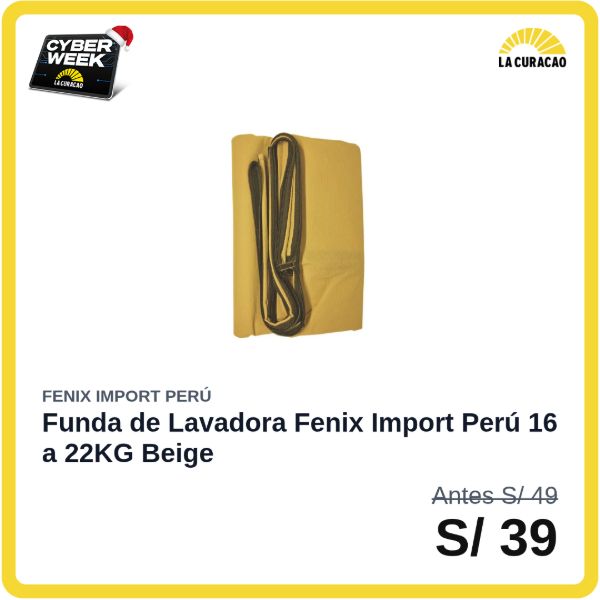 CYBER
WEEK
LA CURACAO
LA CURACAO
FENIX IMPORT PERÚ
Funda de Lavadora Fenix Import Perú 16
a 22KG Beige
Antes S/ 49
S/ 39